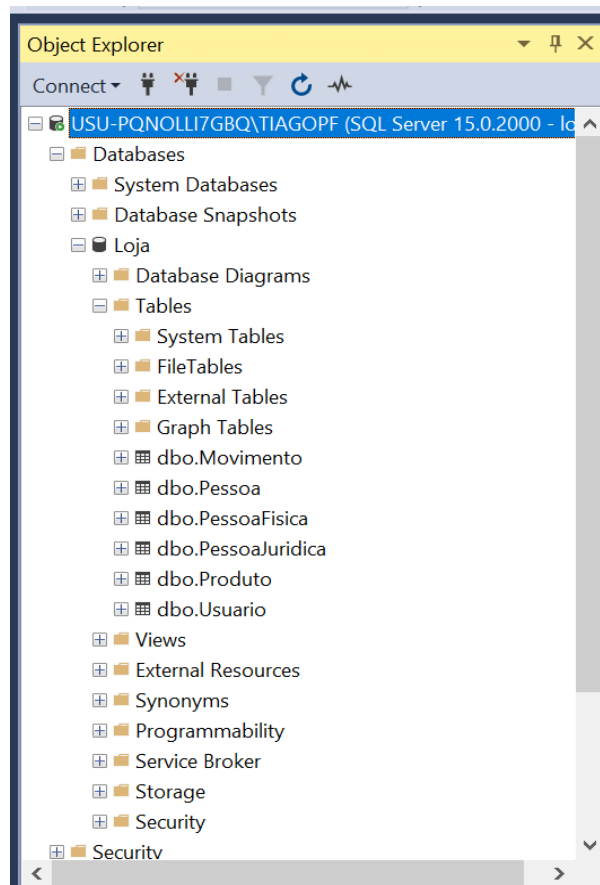 Object Explorer
Connect
USU-PQNOLLI7GBQ\TIAGOPF (SQL Server 15.0.2000 - lo
Databases
System Databases
Database Snapshots
Loja
Database Diagrams
Tables
System Tables
FileTables
External Tables
Graph Tables
dbo.Movimento
dbo.Pessoa
dbo.PessoaFisica
dbo.PessoaJuridica
dbo.Produto
dbo.Usuario
Views
External Resources
Synonyms
Programmability
Service Broker
Storage
Security
Security